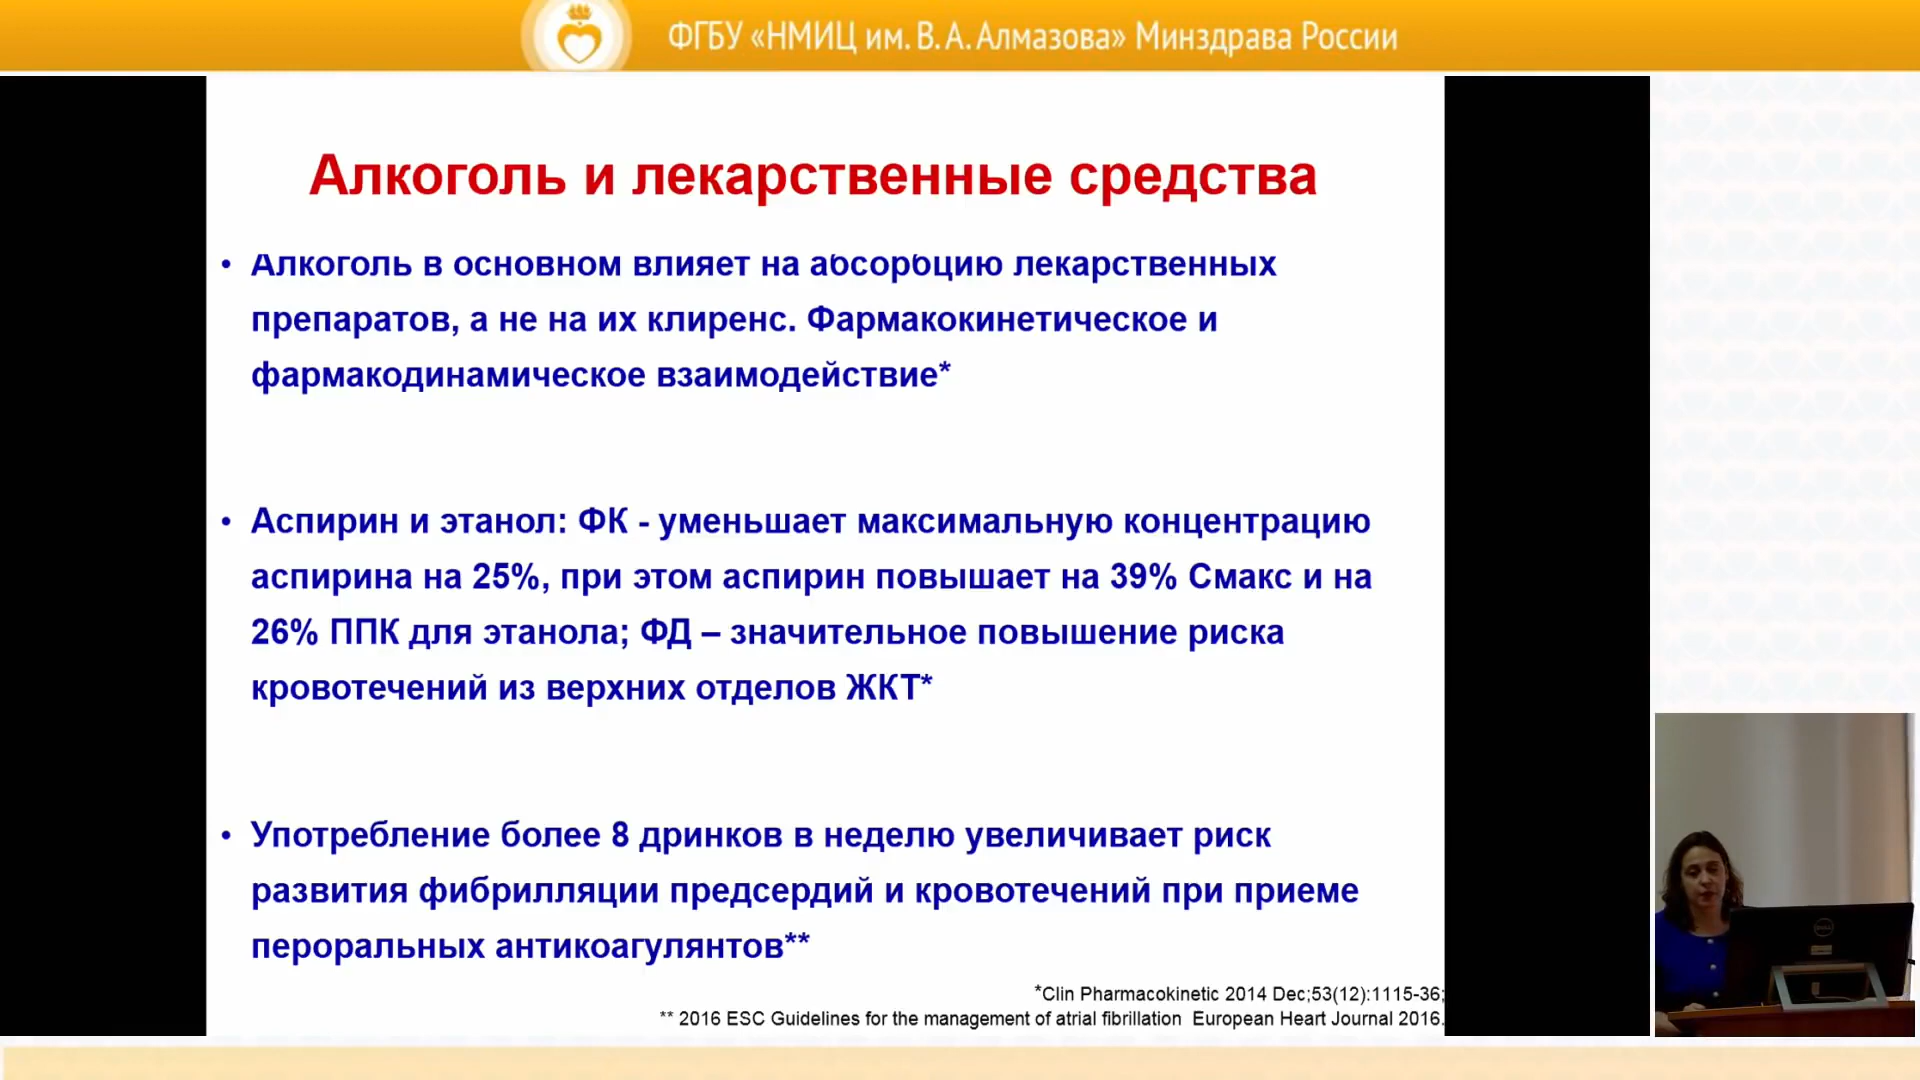 ФГБУ «НМИЦ им. В. А. Алмазова» Минздрава России
Алкоголь и лекарственные средства
• Алкоголь в основном влияет на абсорбцию лекарственных
препаратов, а не на их клиренс. Фармакокинетическое и
фармакодинамическое взаимодействие*
• Аспирин и этанол: ФК - уменьшает максимальную концентрацию
аспирина на 25%, при этом аспирин повышает на 39% Смакс и на
26% ППК для этанола; ФД – значительное повышение риска
кровотечений из верхних отделов ЖКТ*
• Употребление более 8 дринков в неделю увеличивает риск
развития фибрилляции предсердий и кровотечений при приеме
пероральных антикоагулянтов**
*Clin Pharmacokinetic 2014 Dec;53(12):1115-36;
** 2016 ESC Guidelines for the management of atrial fibrillation European Heart Journal 2016.
DELL